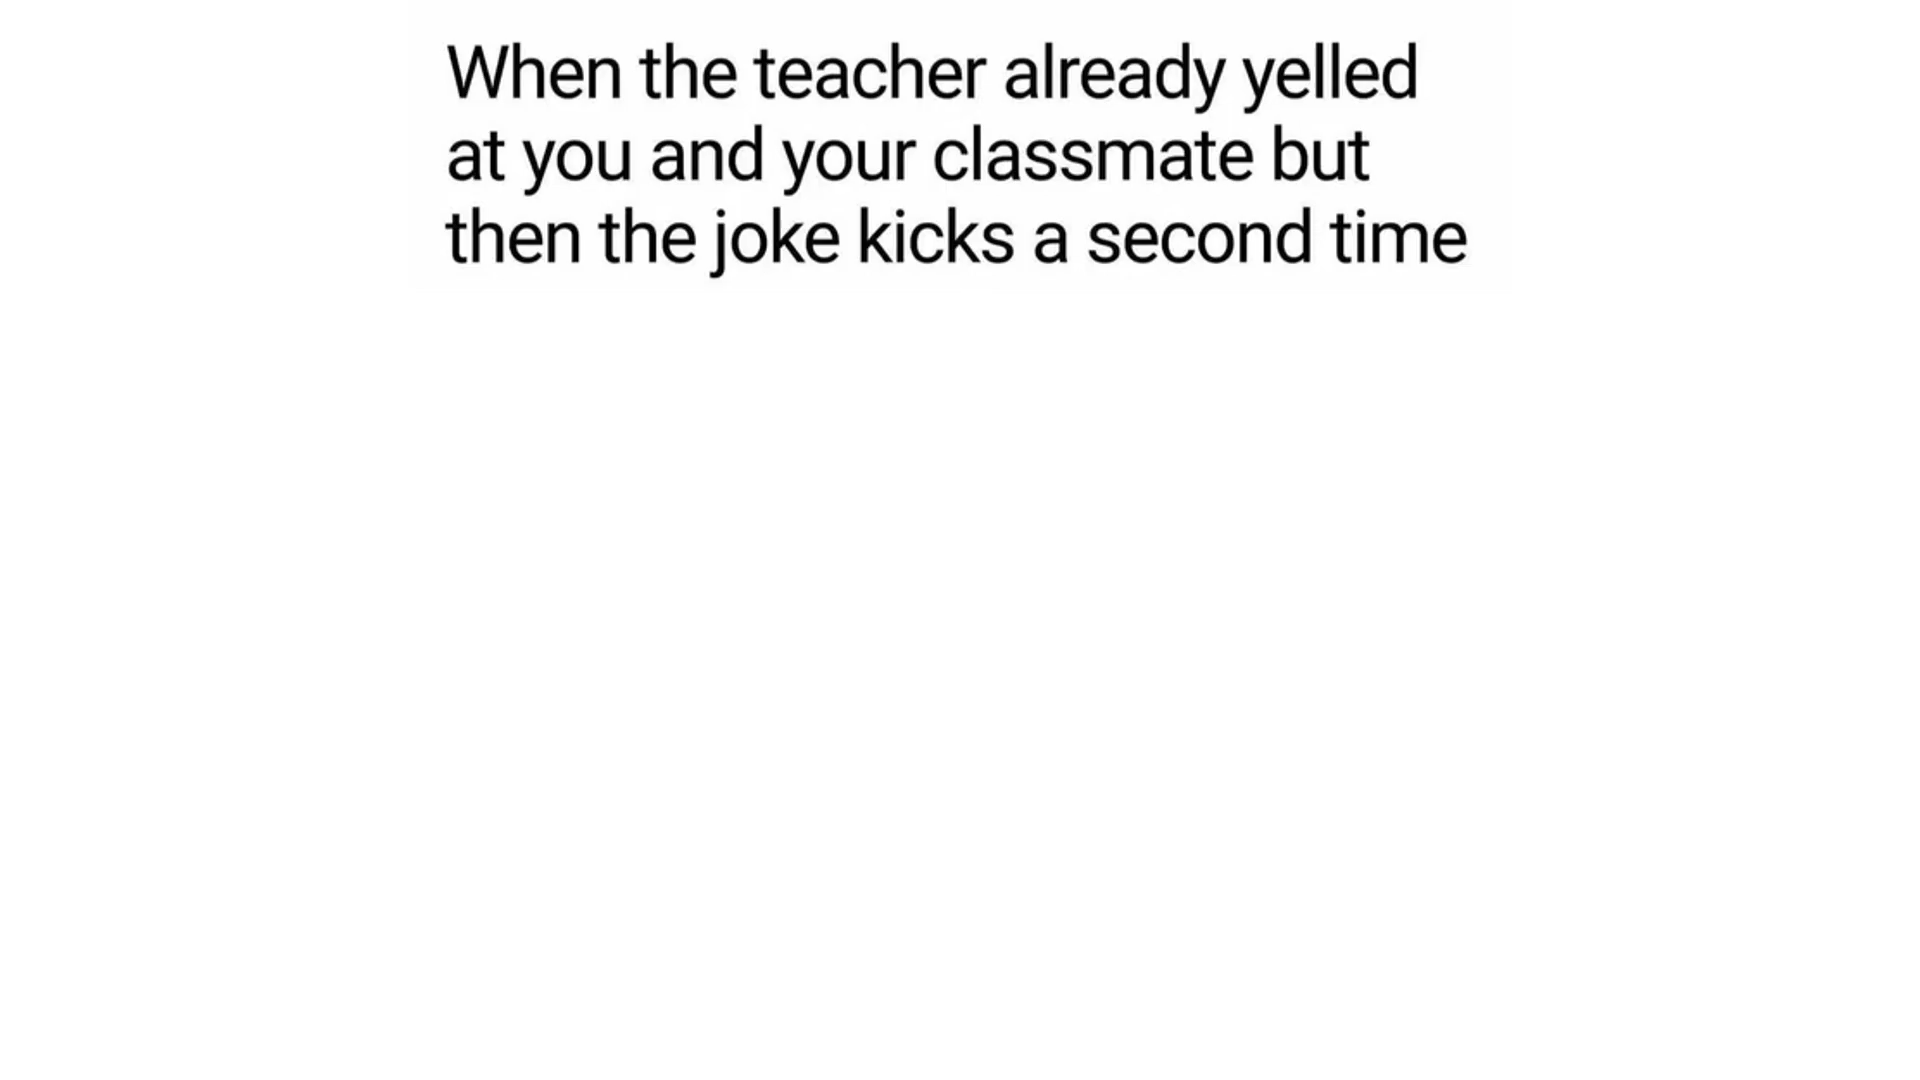 When the teacher already yelled
at you and your classmate but
then the joke kicks a second time